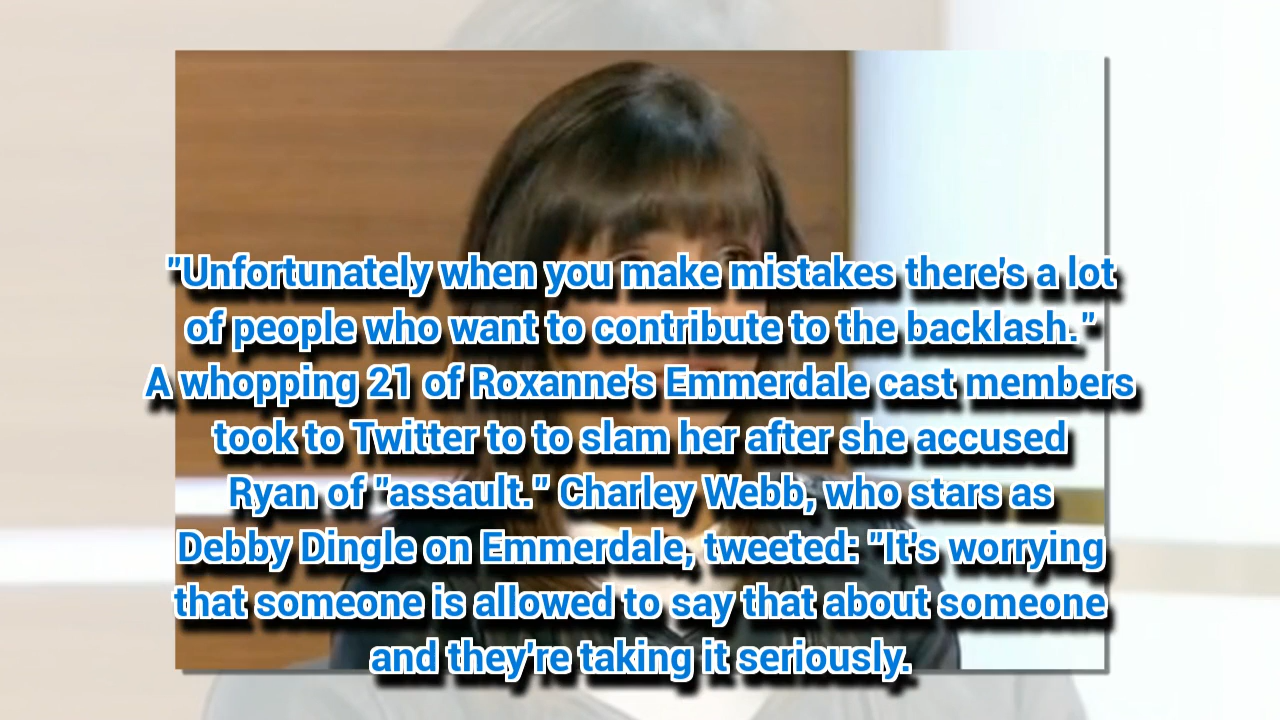 "Unfortunately when you make mistakes there's a lot
of people who want to contribute to the backlash."
A whopping 21 of Roxanne's Emmerdale cast members
took to Twitter to to slam her after she accused
Ryan of "assault." Charley Webb, who stars as
Debby Dingle on Emmerdale, tweeted: "It's worrying
that someone is allowed to say that about someone
and they're taking it seriously.